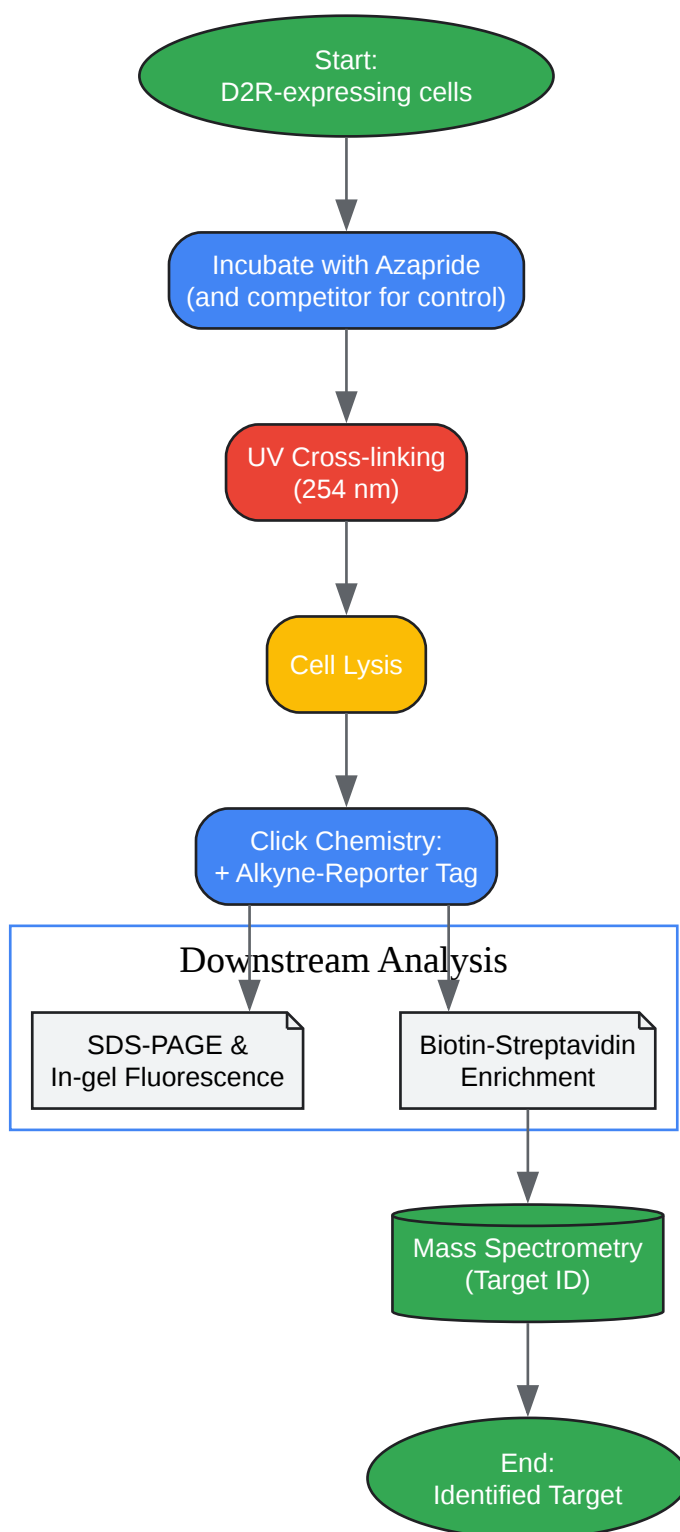 Start:
D2R-expressing cells
Incubate with Azapride
(and competitor for control)
UV Cross-linking
(254 nm)
Cell Lysis
Click Chemistry:
+ Alkyne-Reporter Tag
Downstream Analysis
SDS-PAGE &
In-gel Fluorescence
Biotin-Streptavidin
Enrichment
Mass Spectrometry
(Target ID)
End:
Identified Target